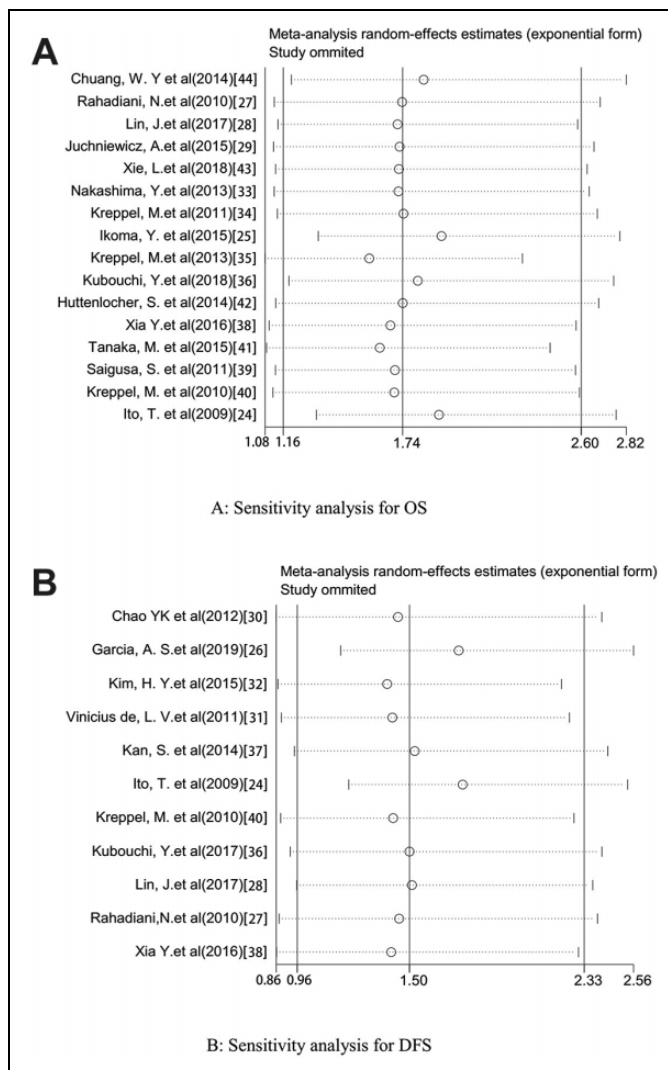 A
Meta-analysis random-effects estimates (exponential form)
Study ommited
Chuang, W. Y et al(2014)[44]
Rahadiani, N.et al(2010)[27]
Lin, J.et al(2017)[28]
Juchniewicz, A.et al(2015)[29]
Xie, L.et al(2018)[43]
Nakashima, Y.et al(2013)[33]
Kreppel, M.et al(2011)[34]
Ikoma, Y. et al(2015)[25]
Kreppel, M.et al(2013)[35]
Kubouchi, Y.et al(2018)[36]
Huttenlocher, S. et al(2014)[42]
Xia Y.et al(2016)[38]
Tanaka, M. et al(2015)[41]
Saigusa, S. et al(2011)[39]
Kreppel, M. et al(2010)[40]
Ito, T. et al(2009)[24]
1.08 1.16 1.74 2.60 2.82
A: Sensitivity analysis for OS
B
Meta-analysis random-effects estimates (exponential form)
Study ommited
Chao YK et al(2012)[30]
Garcia, A. S.et al(2019)[26]
Kim, H. Y.et al(2015)[32]
Vinicius de, L. V.et al(2011)[31]
Kan, S. et al(2014)[37]
Ito, T. et al(2009)[24]
Kreppel, M. et al(2010)[40]
Kubouchi, Y.et al(2017)[36]
Lin, J.et al(2017)[28]
Rahadiani,N.et al(2010)[27]
Xia Y.et al(2016)[38]
0.86 0.96 1.50 2.33 2.56
B: Sensitivity analysis for DFS